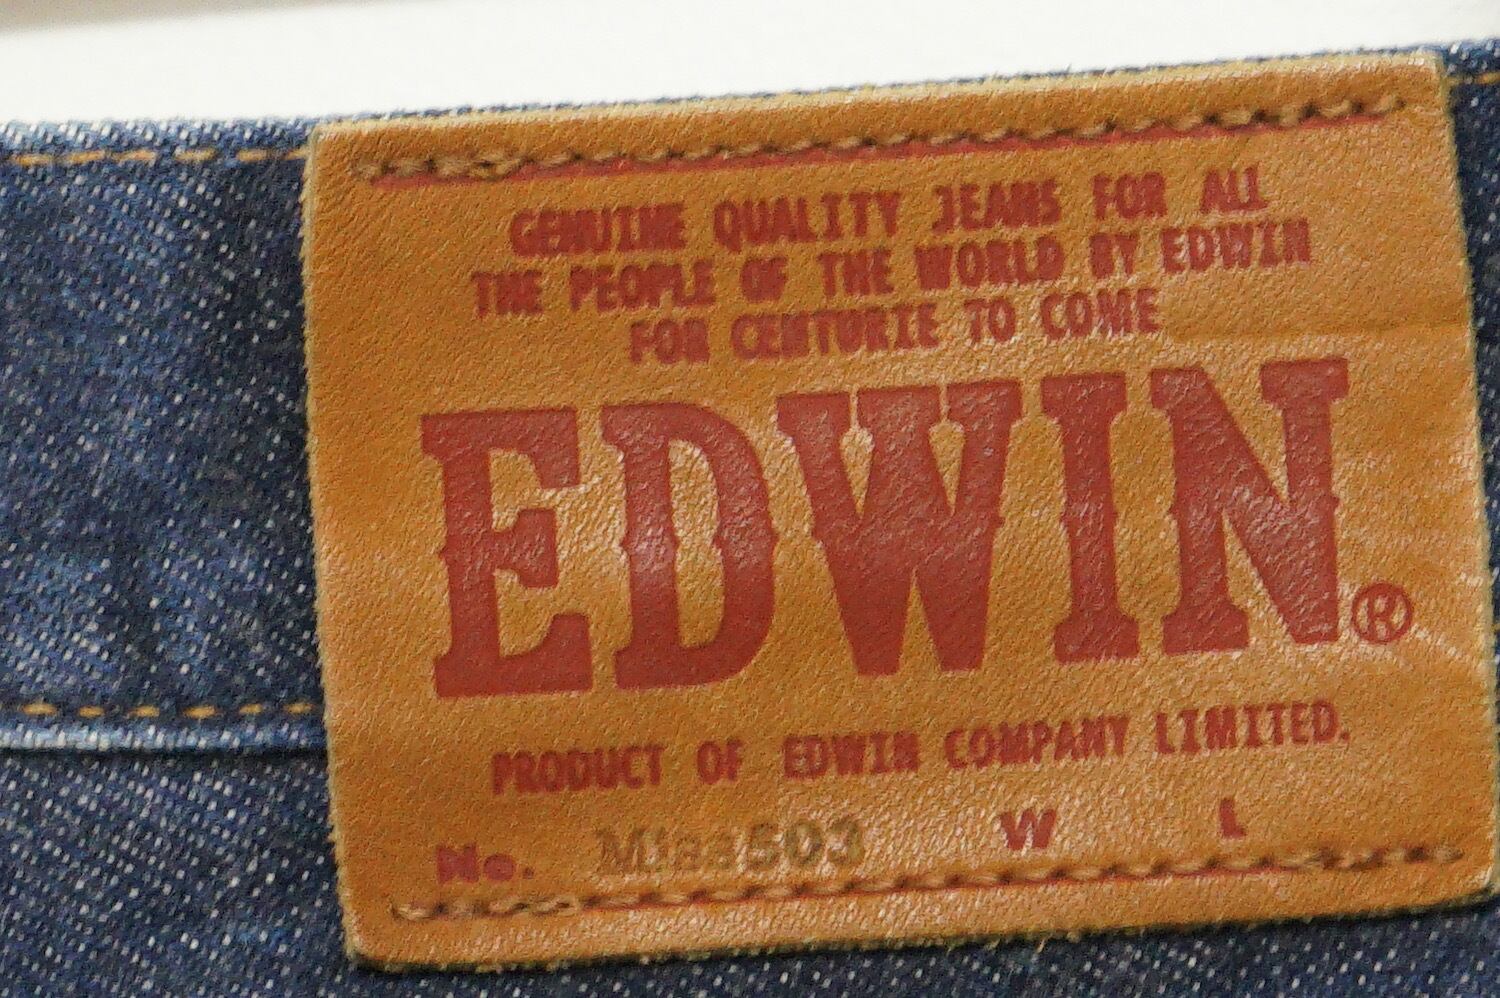 GENUINE QUALITY JEANS FOR ALL
THE PEOPLE OF THE WORLD BY EDWIN
FOR CENTURIE TO COME
EDWIN®
PRODUCT OF EDWIN COMPANY LIMITED.
No. Miss503 W L